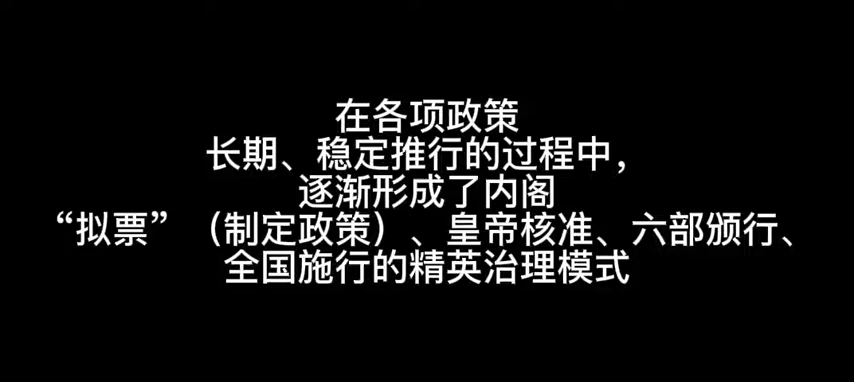 在各项政策
长期、稳定推行的过程中，
逐渐形成了内阁
“拟票”（制定政策）、皇帝核准、六部颁行、
全国施行的精英治理模式